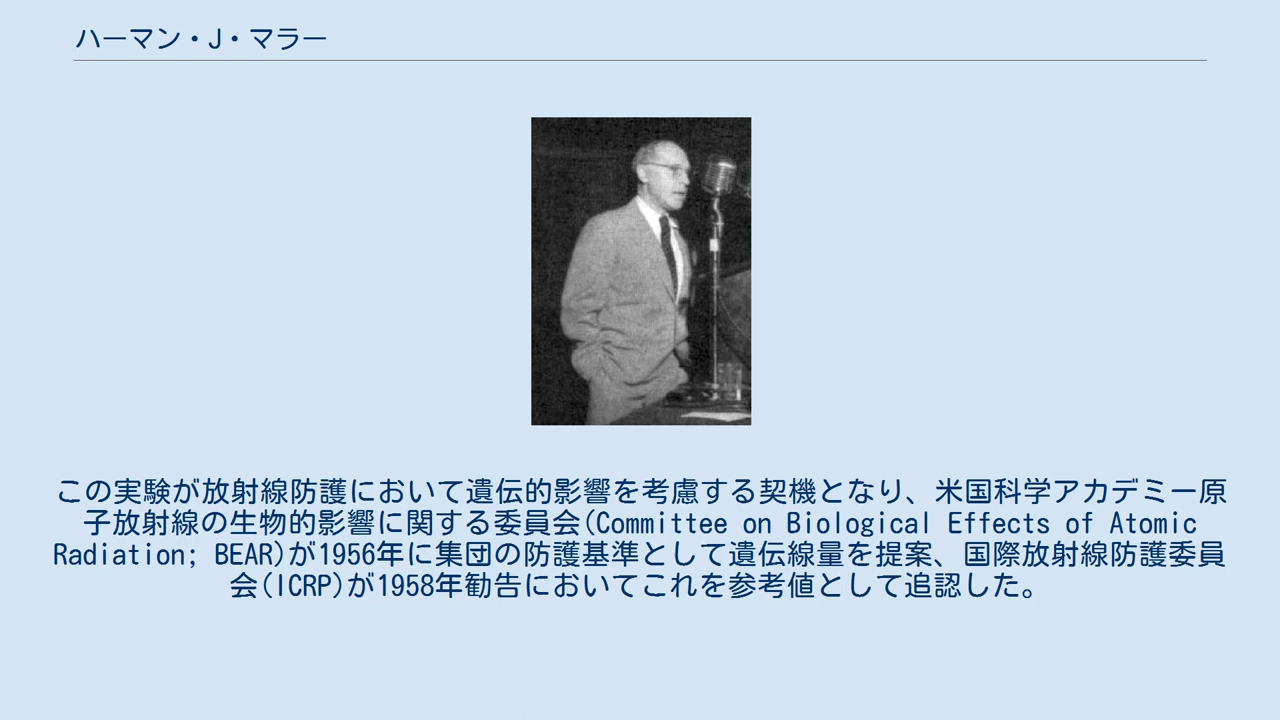 ハーマン・J・マラー
この実験が放射線防護において遺伝的影響を考慮する契機となり、米国科学アカデミー原
子放射線の生物的影響に関する委員会(Committee on Biological Effects of Atomic
Radiation; BEAR)が1956年に集団の防護基準として遺伝線量を提案、国際放射線防護委員
会(ICRP)が1958年勧告においてこれを参考値として追認した。